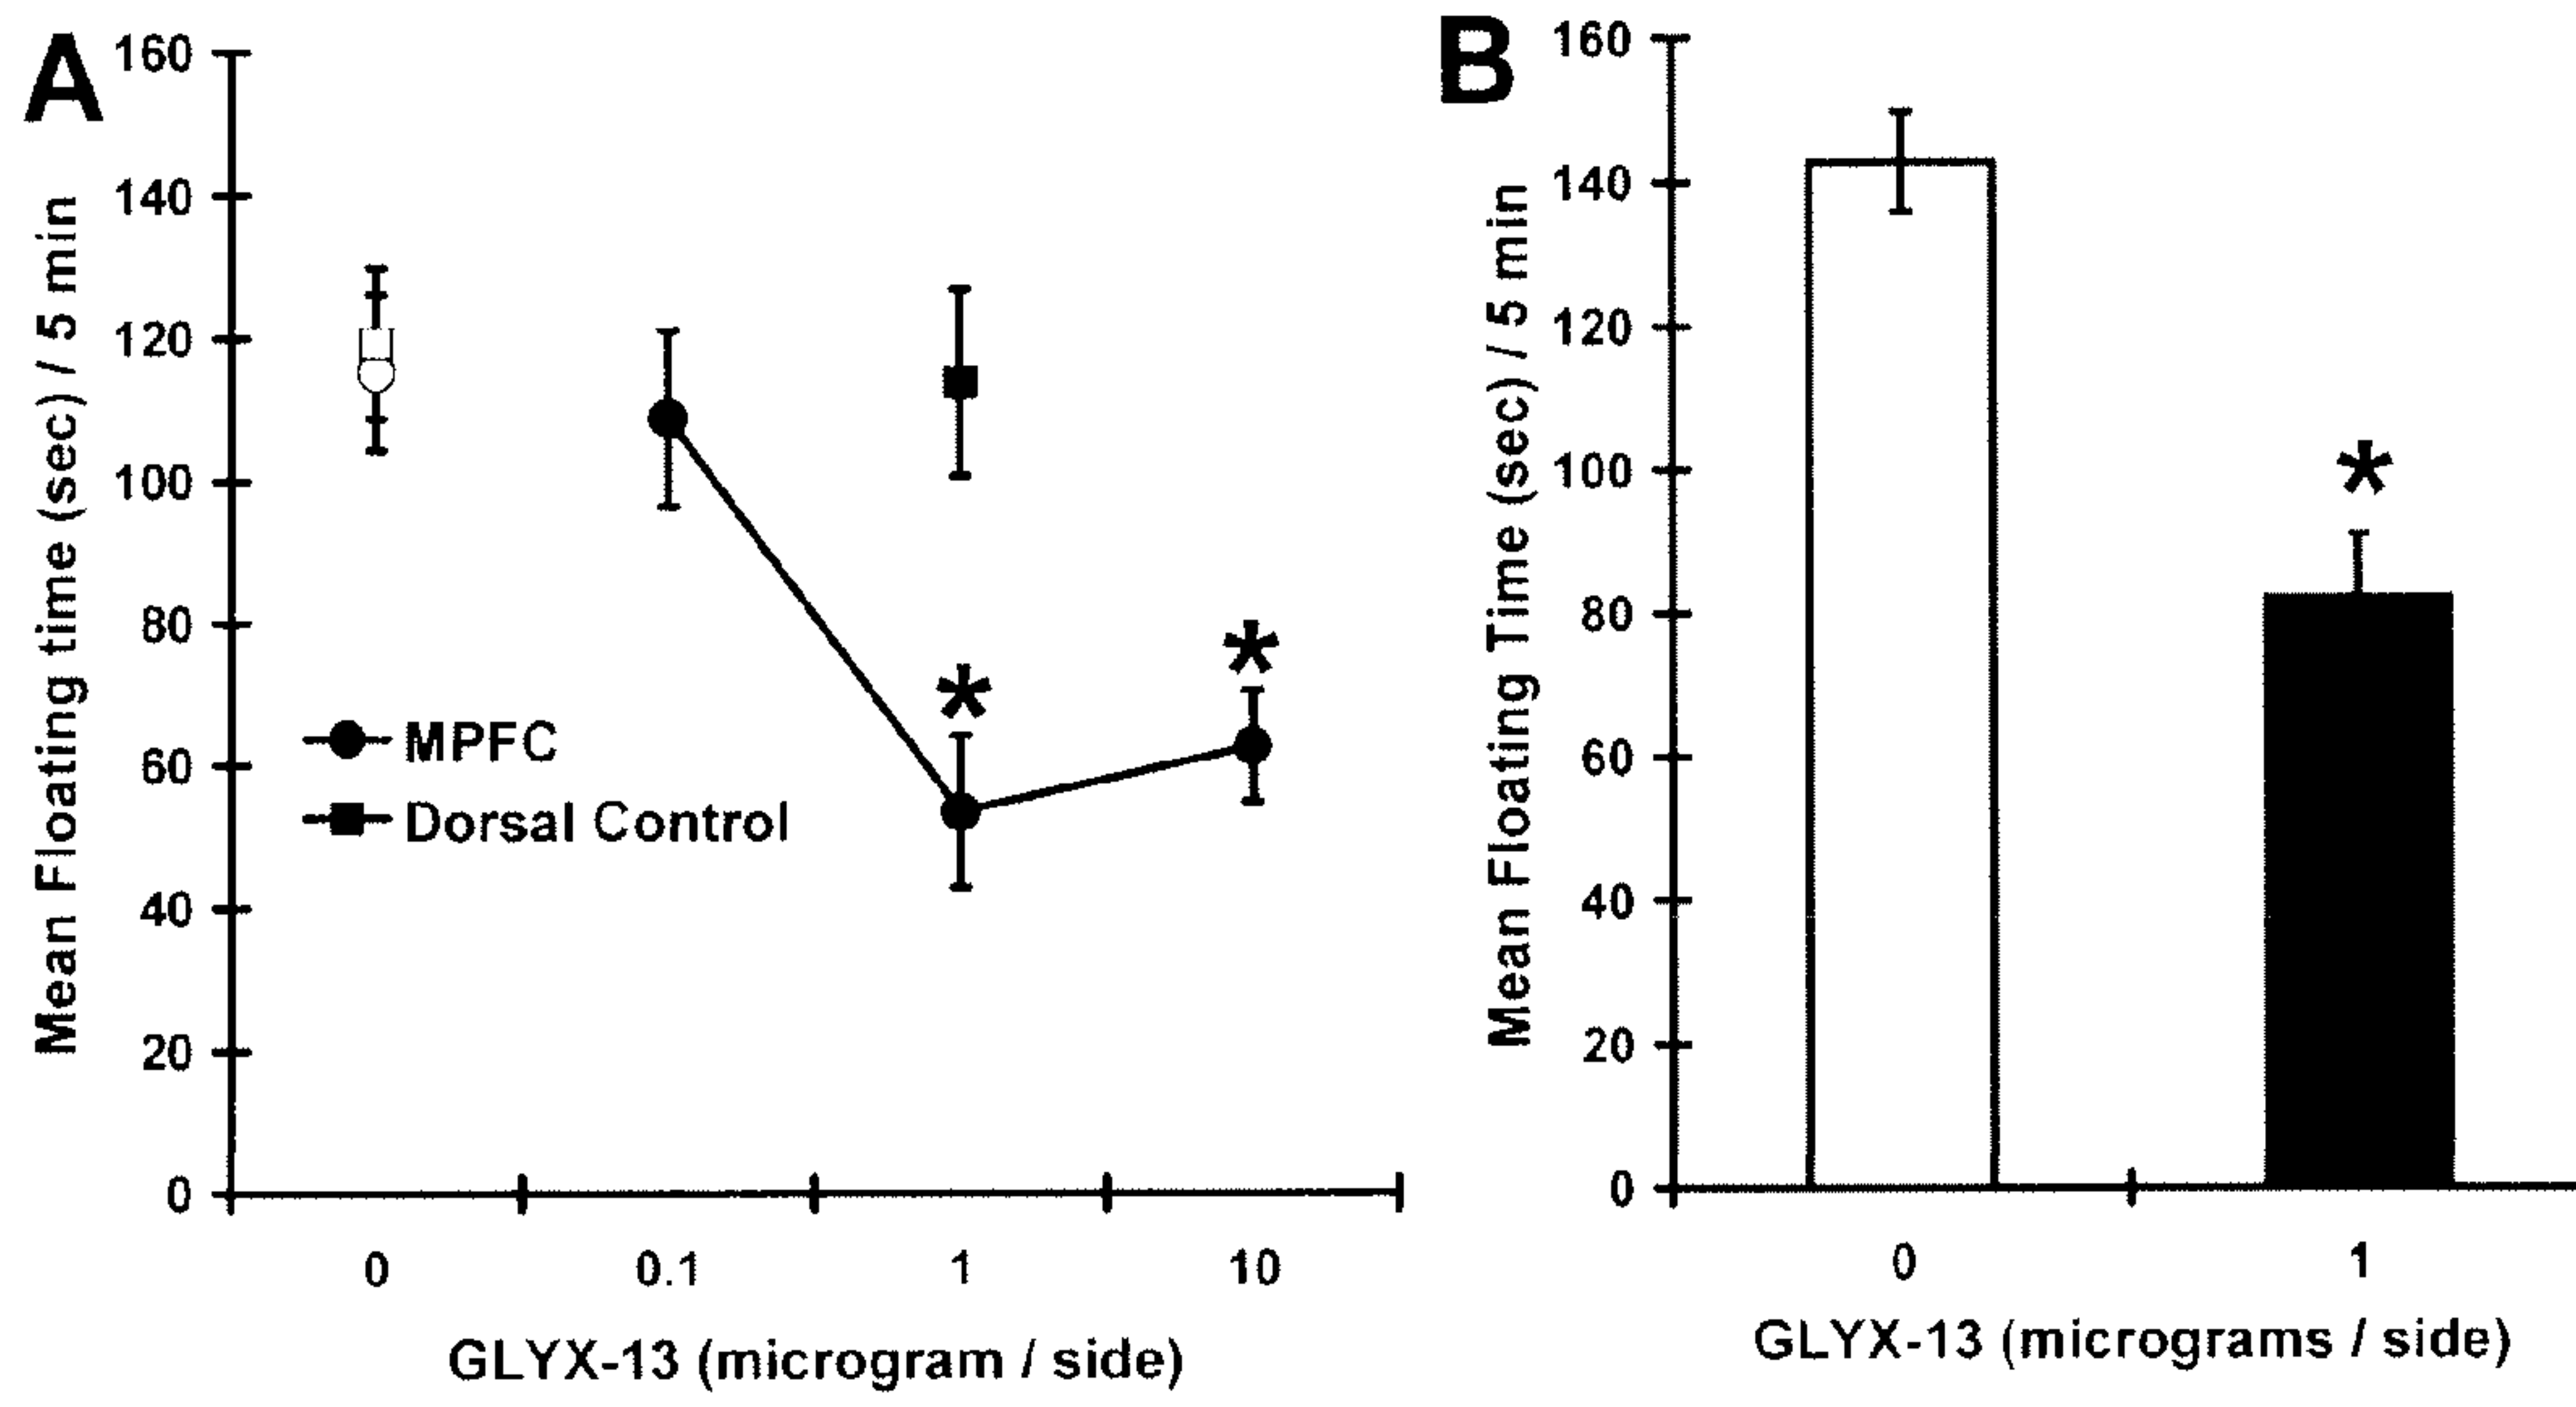 A
160
140
120
100
80
60
40
20
0
Mean Floating time (sec) / 5 min
*
*
MPFC
Dorsal Control
0 0.1 1 10
GLYX-13 (microgram / side)
B
160
140
120
100
80
60
40
20
0
Mean Floating Time (sec) / 5 min
*
0 1
GLYX-13 (micrograms / side)